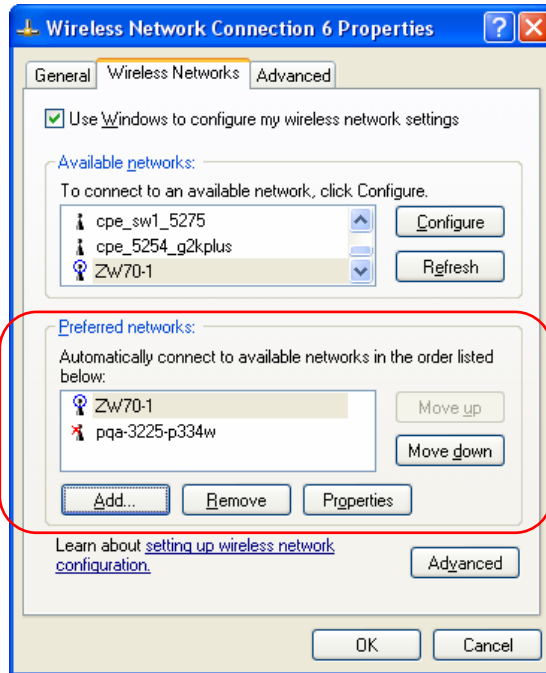 Wireless Network Connection 6 Properties
General Wireless Networks Advanced
Use Windows to configure my wireless network settings
Available networks:
To connect to an available network, click Configure.
cpe_sw1_5275
cpe_5254_g2kplus
ZW70-1
Configure
Refresh
Preferred networks:
Automatically connect to available networks in the order listed
below:
ZW70-1
pqa-3225-p334w
Move up
Move down
Add... Remove Properties
Learn about setting up wireless network
configuration.
Advanced
OK Cancel